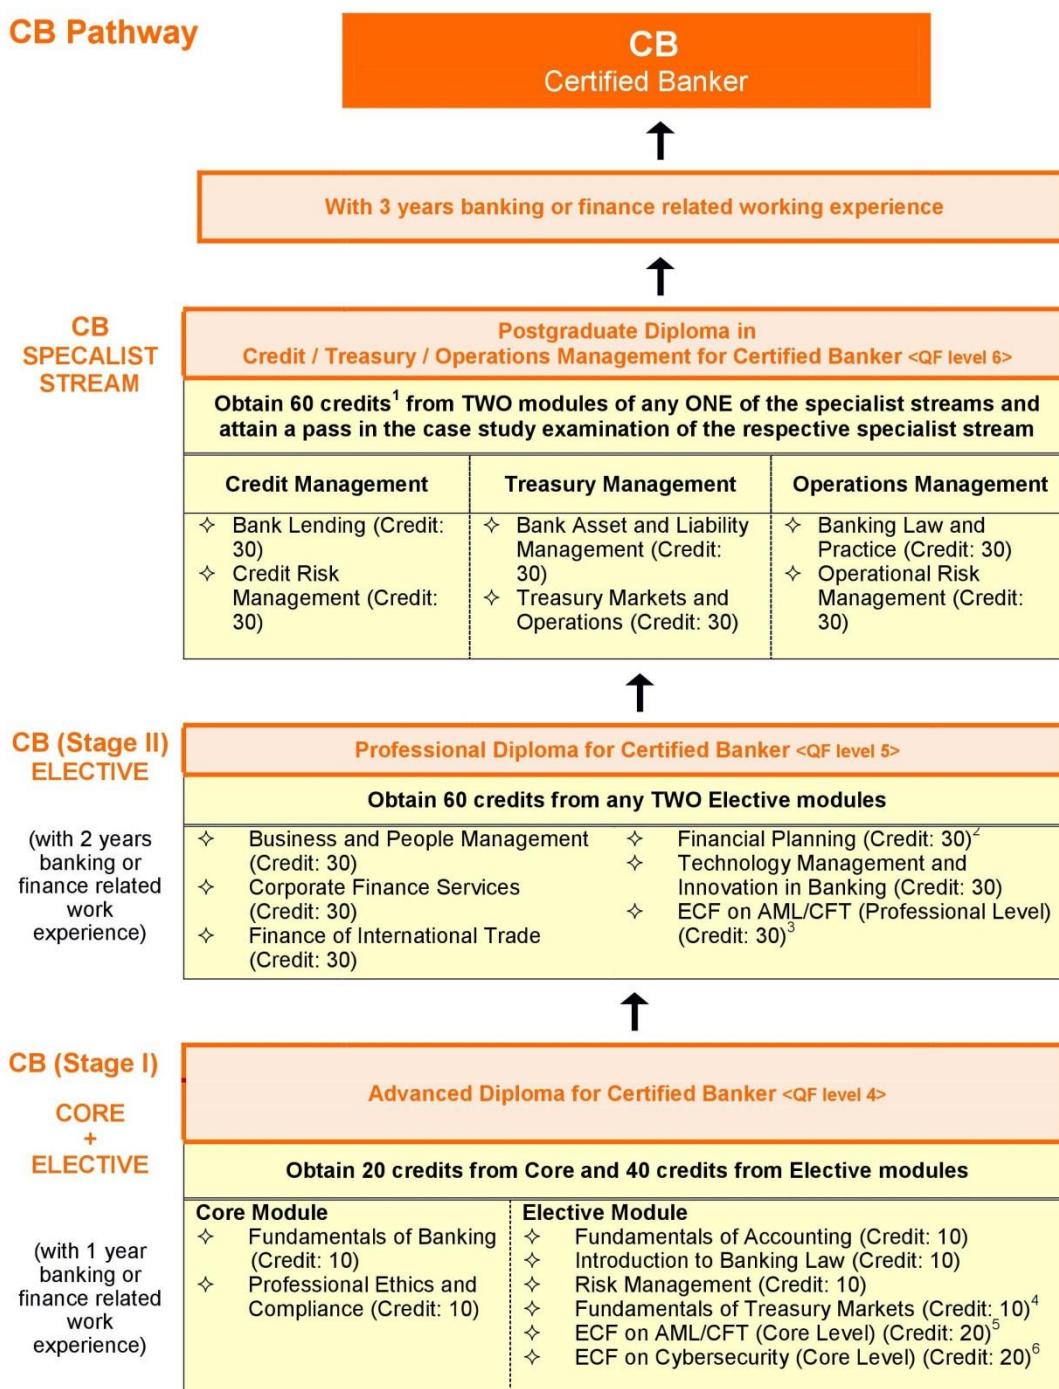 CB Pathway
CB
Certified Banker
With 3 years banking or finance related working experience
CB
SPECALIST
STREAM
Postgraduate Diploma in
Credit / Treasury / Operations Management for Certified Banker <QF level 6>
Obtain 60 credits¹ from TWO modules of any ONE of the specialist streams and
attain a pass in the case study examination of the respective specialist stream
Credit Management
✧ Bank Lending (Credit:
30)
✧ Credit Risk
Management (Credit:
30)
Treasury Management
✧ Bank Asset and Liability
Management (Credit:
30)
✧ Treasury Markets and
Operations (Credit: 30)
Operations Management
✧ Banking Law and
Practice (Credit: 30)
✧ Operational Risk
Management (Credit:
30)
CB (Stage II)
ELECTIVE
(with 2 years
banking or
finance related
work
experience)
Professional Diploma for Certified Banker <QF level 5>
Obtain 60 credits from any TWO Elective modules
✧ Business and People Management
(Credit: 30)
✧ Corporate Finance Services
(Credit: 30)
✧ Finance of International Trade
(Credit: 30)
✧ Financial Planning (Credit: 30)²
✧ Technology Management and
Innovation in Banking (Credit: 30)
✧ ECF on AML/CFT (Professional Level)
(Credit: 30)³
CB (Stage I)
CORE
+
ELECTIVE
(with 1 year
banking or
finance related
work
experience)
Advanced Diploma for Certified Banker <QF level 4>
Obtain 20 credits from Core and 40 credits from Elective modules
Core Module
✧ Fundamentals of Banking
(Credit: 10)
✧ Professional Ethics and
Compliance (Credit: 10)
Elective Module
✧ Fundamentals of Accounting (Credit: 10)
✧ Introduction to Banking Law (Credit: 10)
✧ Risk Management (Credit: 10)
✧ Fundamentals of Treasury Markets (Credit: 10)⁴
✧ ECF on AML/CFT (Core Level) (Credit: 20)⁵
✧ ECF on Cybersecurity (Core Level) (Credit: 20)⁶